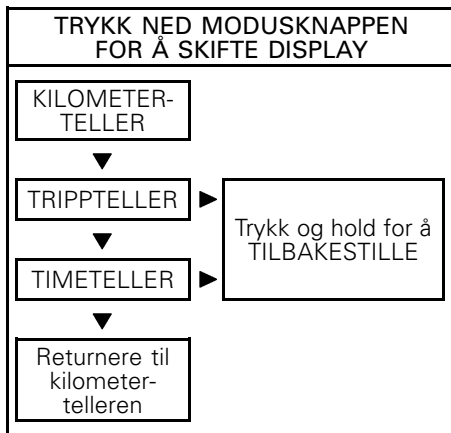 TRYKK NED MODUSKNAPPEN
FOR Å SKIFTE DISPLAY
KILOMETER-
TELLER
TRIPPTELLER
Trykk og hold for å
TILBAKESTILLE
TIMETELLER
Returnere til
kilometer-
telleren